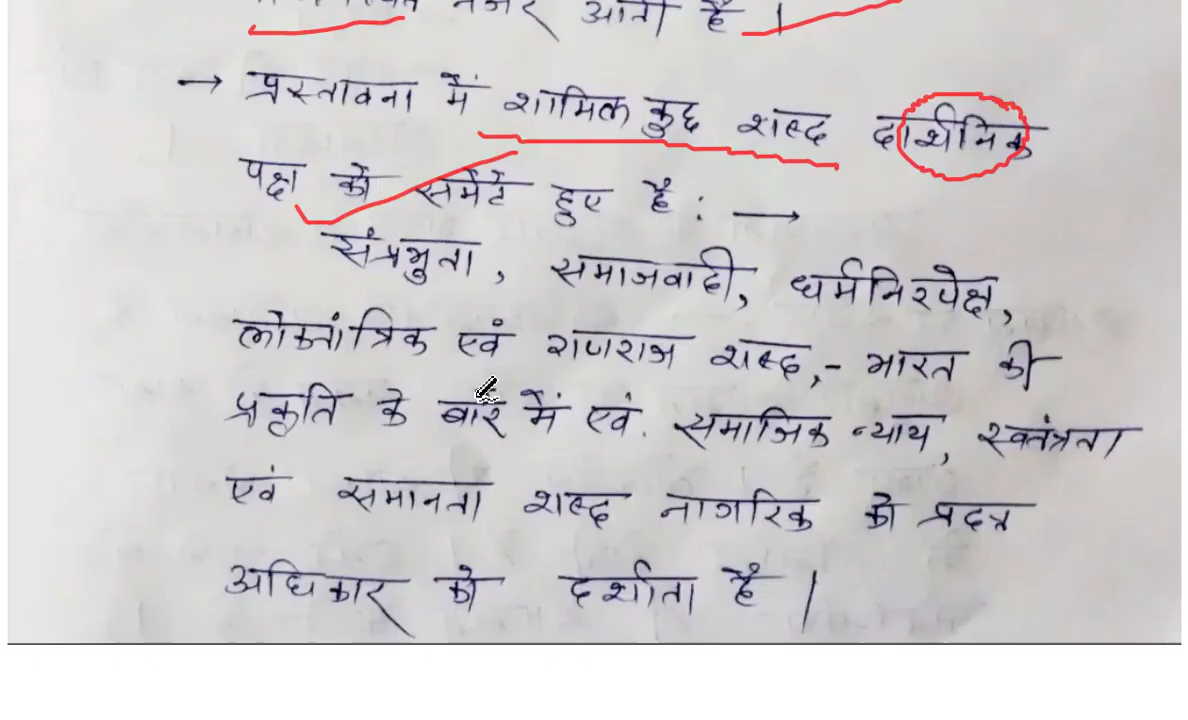 नजर आता है ।
→ प्रस्तावना में शामिल कुछ शब्द दार्शनिक
पक्ष को समेटे हुए है : →
संप्रभुता , समाजवादी, धर्मनिरपेक्ष,
लोकतांत्रिक एवं गणराज शब्द,- भारत की
प्रकृति के बारे में एवं. समाजिक न्याय, स्वतंत्रता
एवं समानता शब्द नागरिक को प्रदत्र
अधिकार को दर्शाता है ।